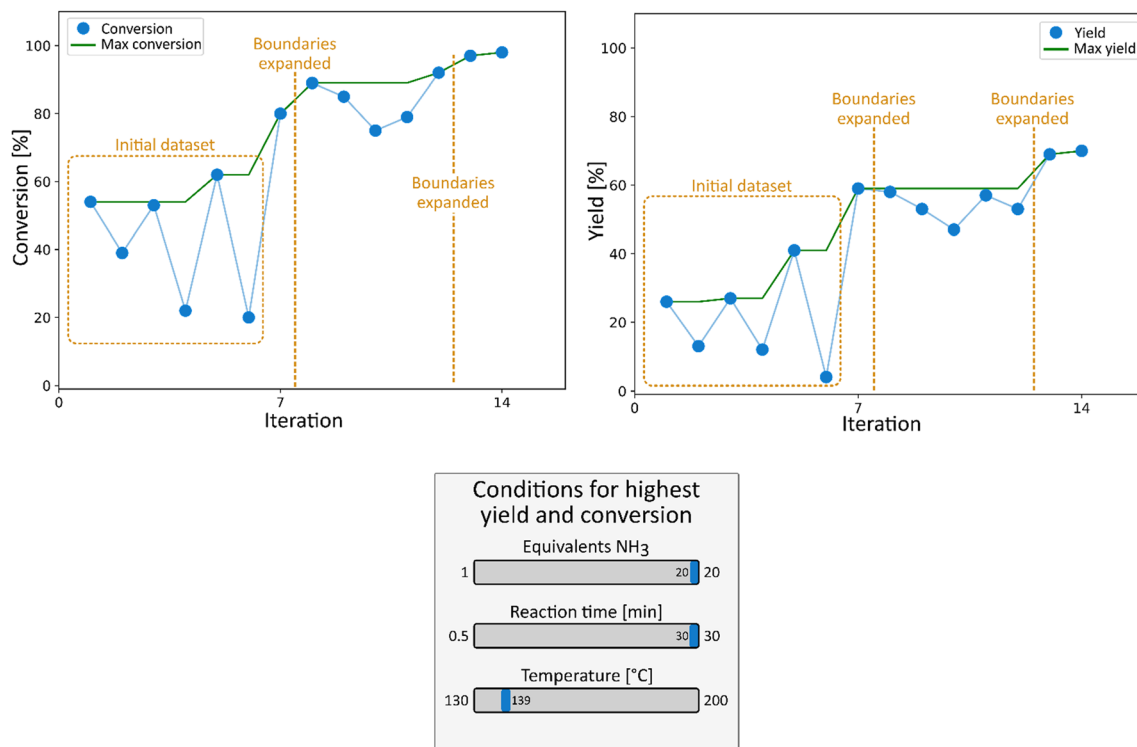 Conversion
Max conversion
Boundaries
expanded
Initial dataset
Boundaries
expanded
Conversion [%]
100
80
60
40
20
0
0
7
14
Iteration
Yield
Max yield
Boundaries
expanded
Boundaries
expanded
Initial dataset
Yield [%]
100
80
60
40
20
0
0
7
14
Iteration
Conditions for highest
yield and conversion
Equivalents NH3
1 20 20
Reaction time [min]
0.5 30 30
Temperature [°C]
130 139 200